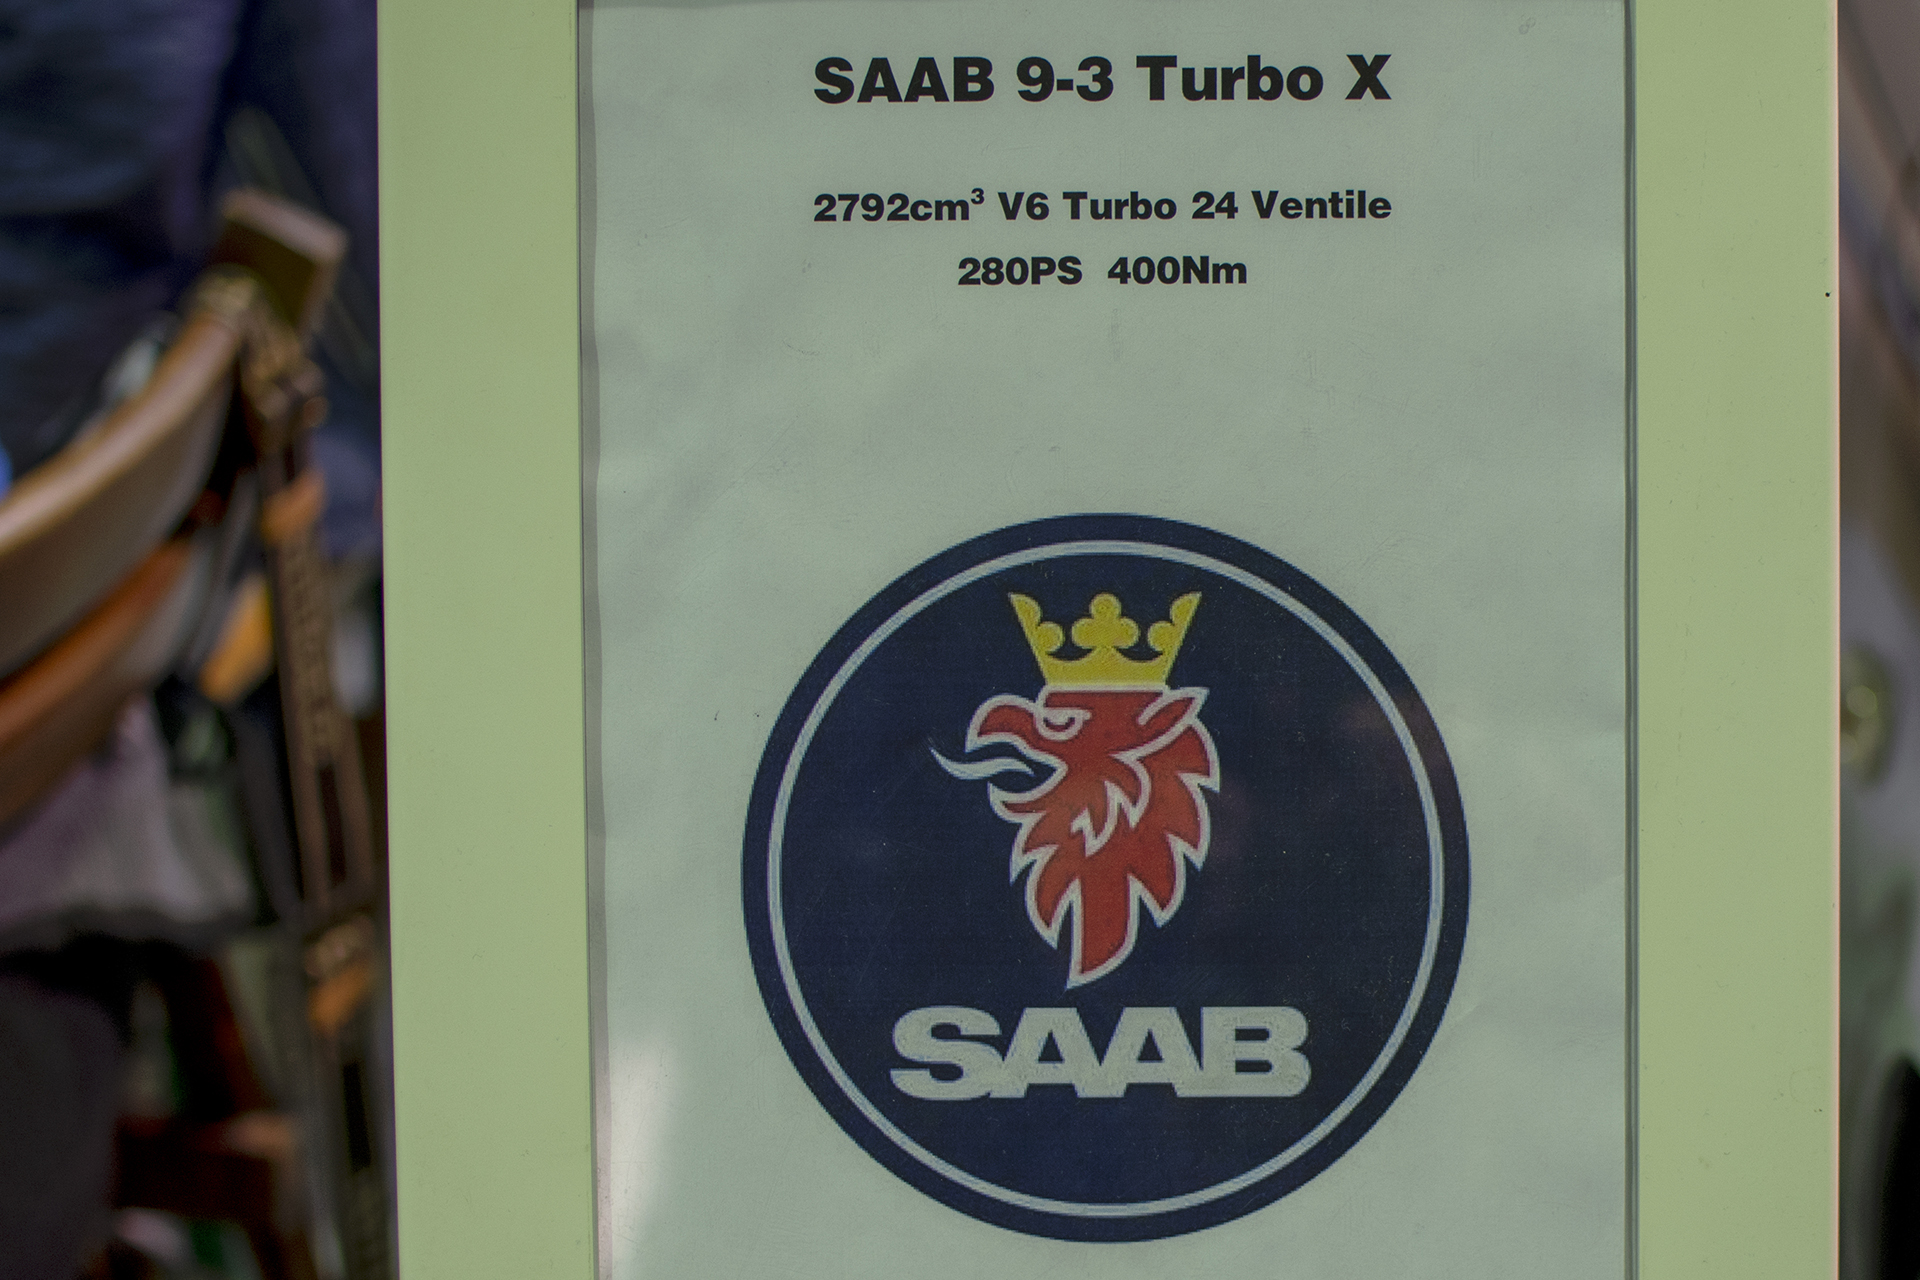 SAAB 9-3 Turbo X
2792cm³ V6 Turbo 24 Ventile
280PS 400Nm
SAAB